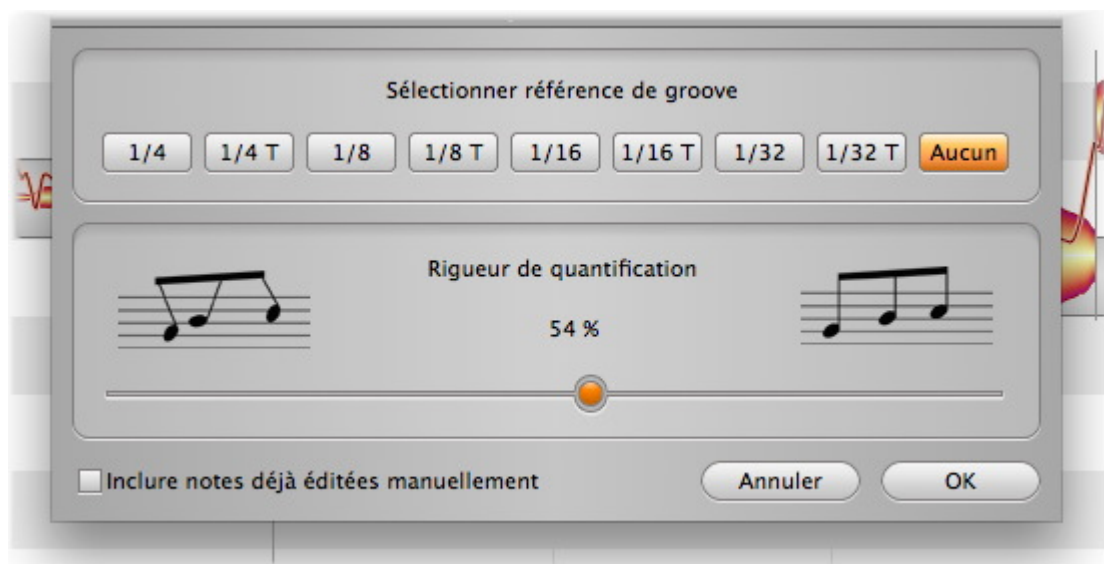 Sélectionner référence de groove
1/4 1/4 T 1/8 1/8 T 1/16 1/16 T 1/32 1/32 T Aucun
Rigueur de quantification
54 %
Inclure notes déjà éditées manuellement Annuler OK